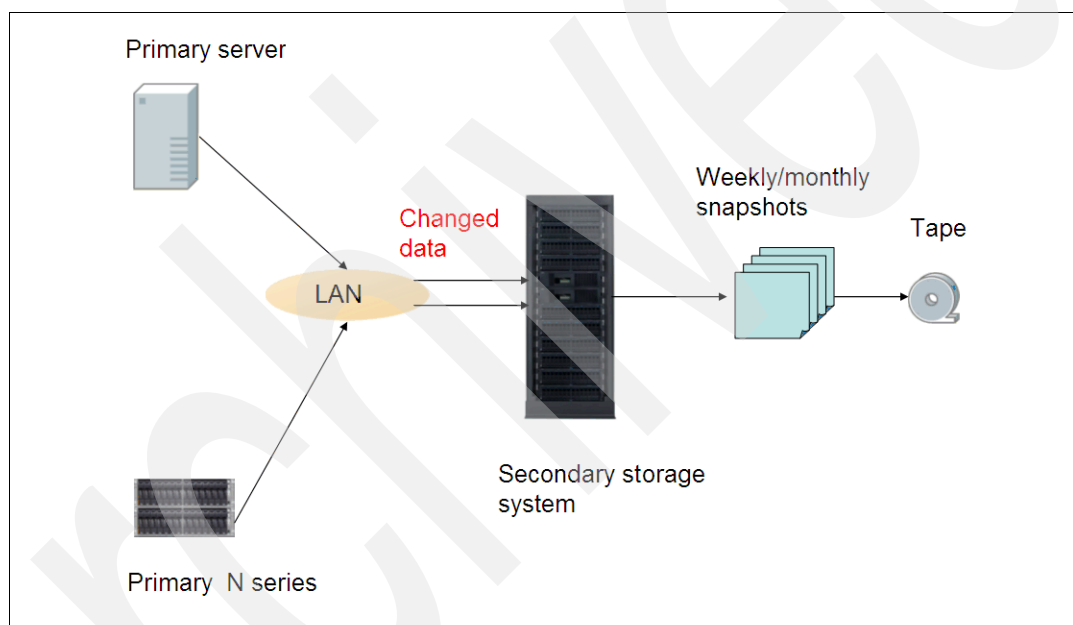 Primary server
Weekly/monthly
snapshots
Changed
data
Tape
LAN
Secondary storage
system
Primary N series